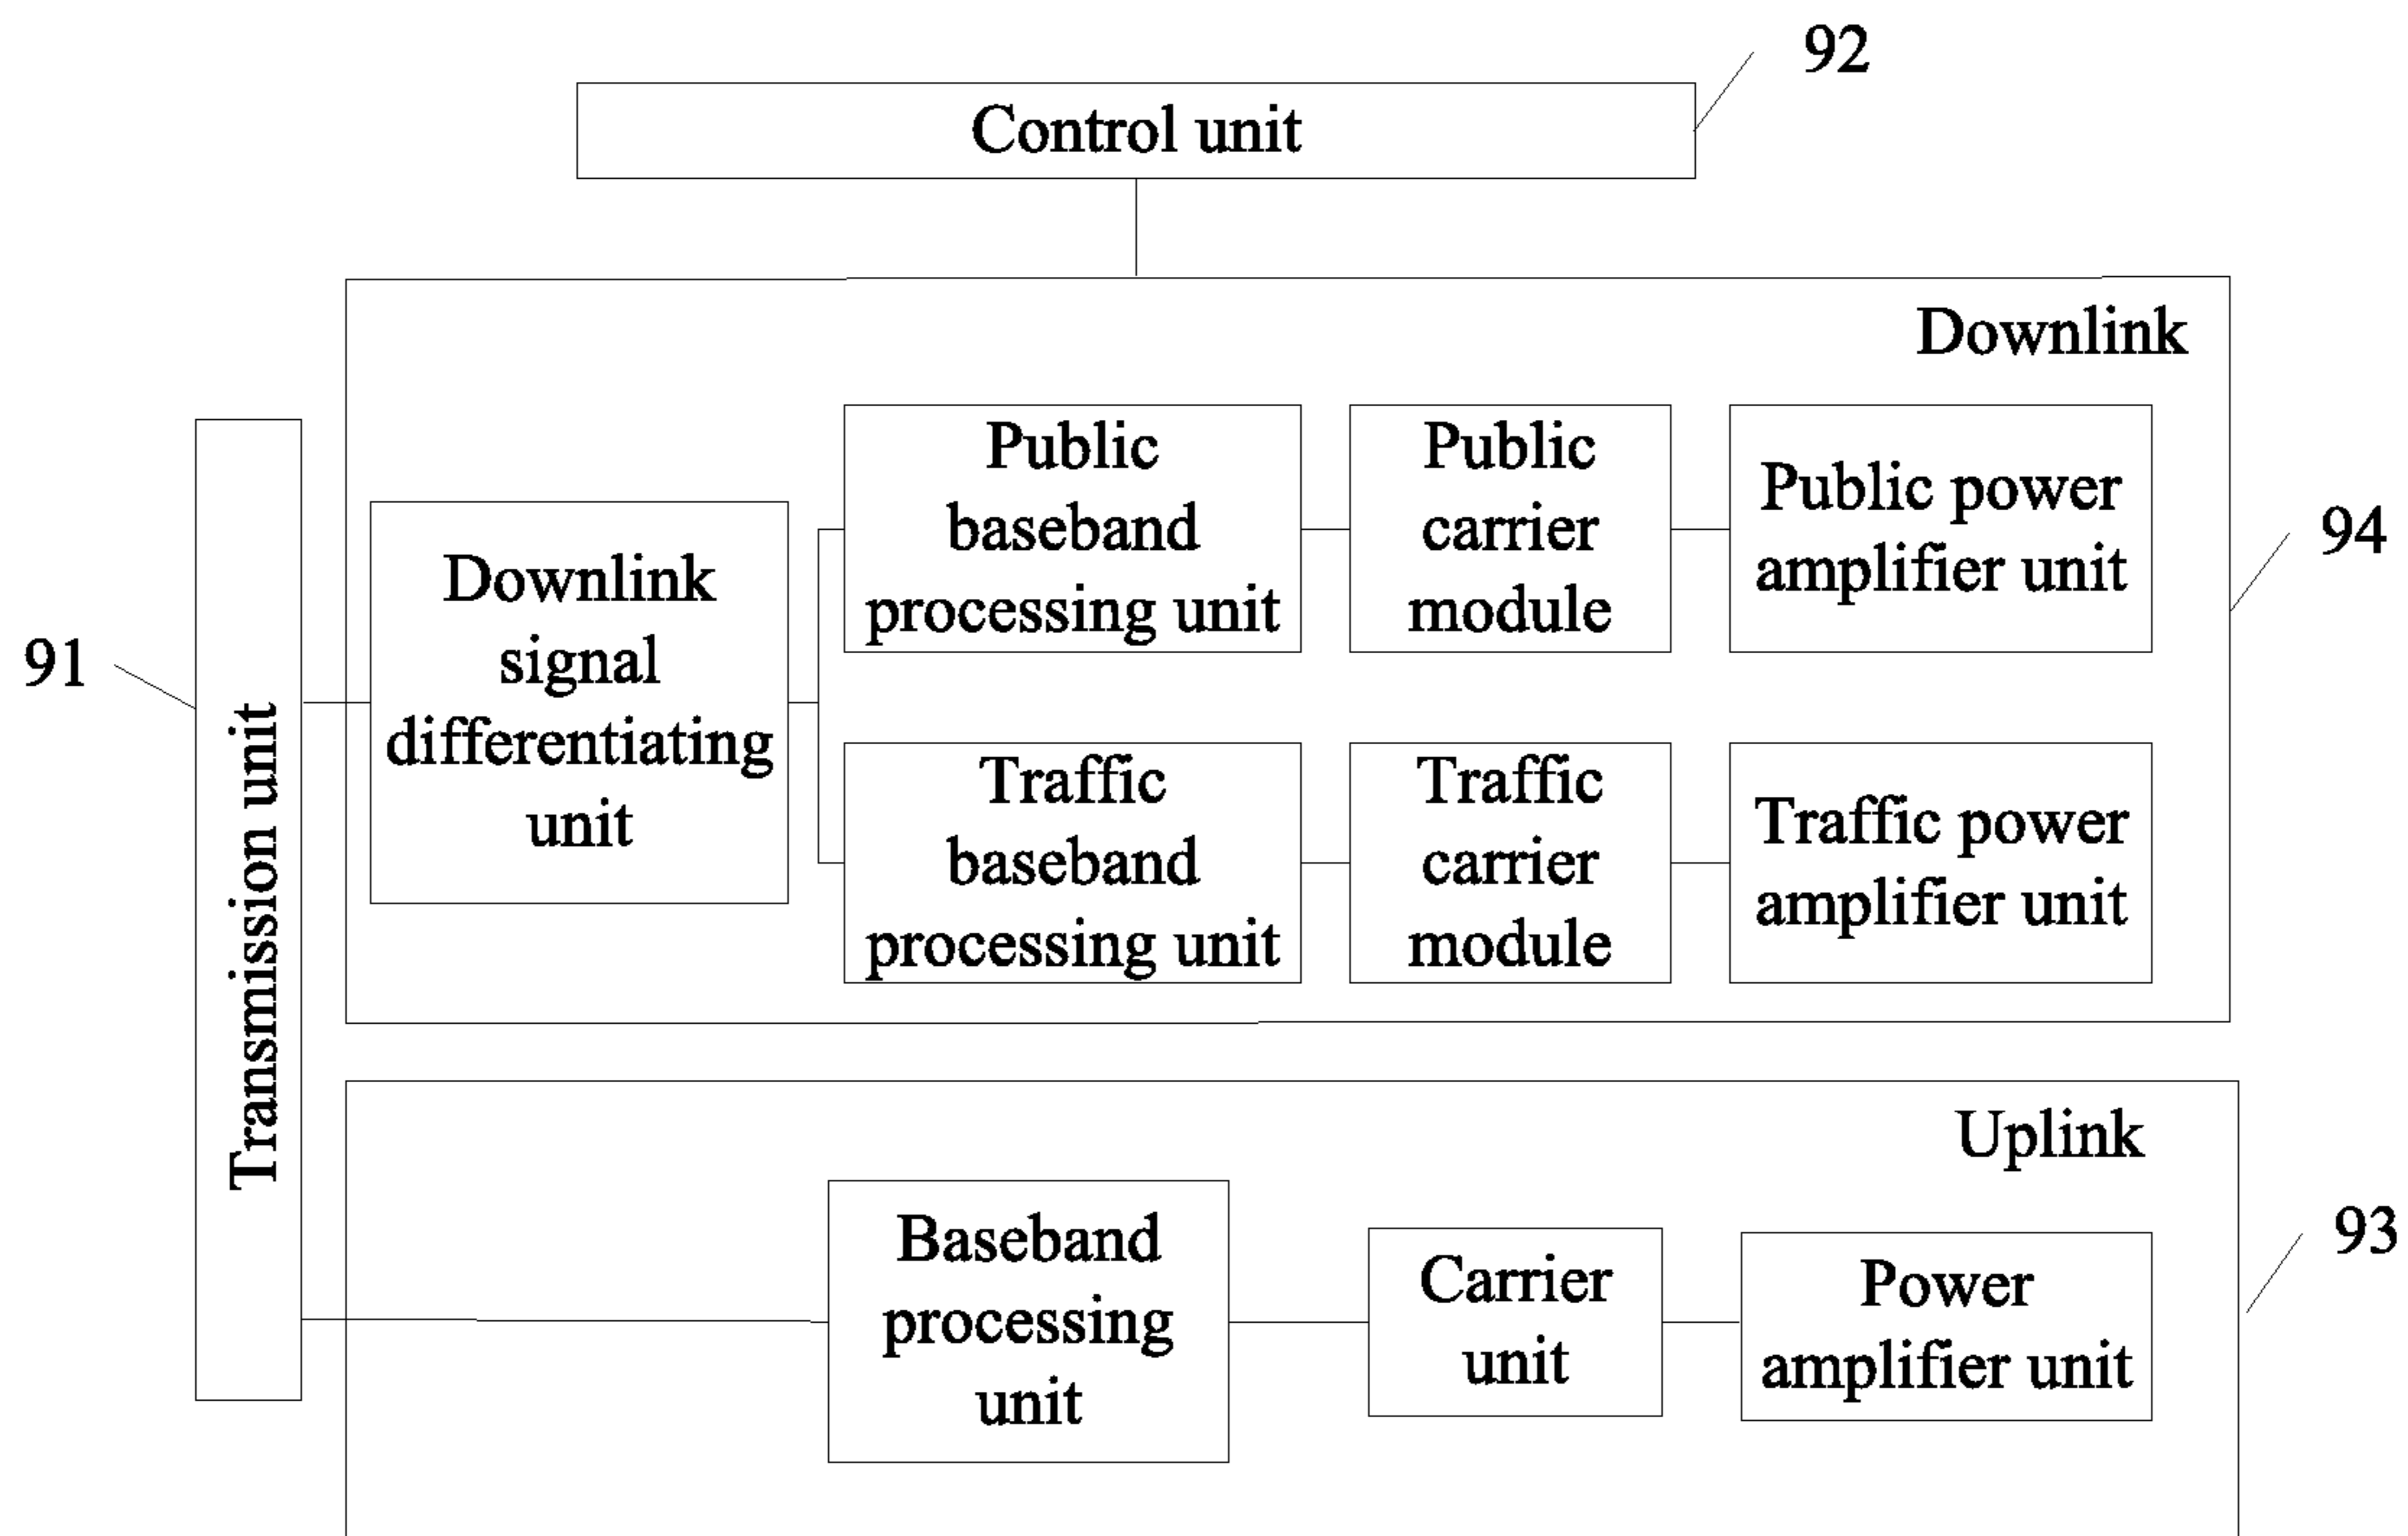 92
Control unit
Downlink
Public
baseband
processing unit
Public
carrier
module
Public power
amplifier unit
94
Downlink
signal
differentiating
unit
91
Transmission unit
Traffic
baseband
processing unit
Traffic
carrier
module
Traffic power
amplifier unit
Uplink
93
Baseband
processing
unit
Carrier
unit
Power
amplifier unit